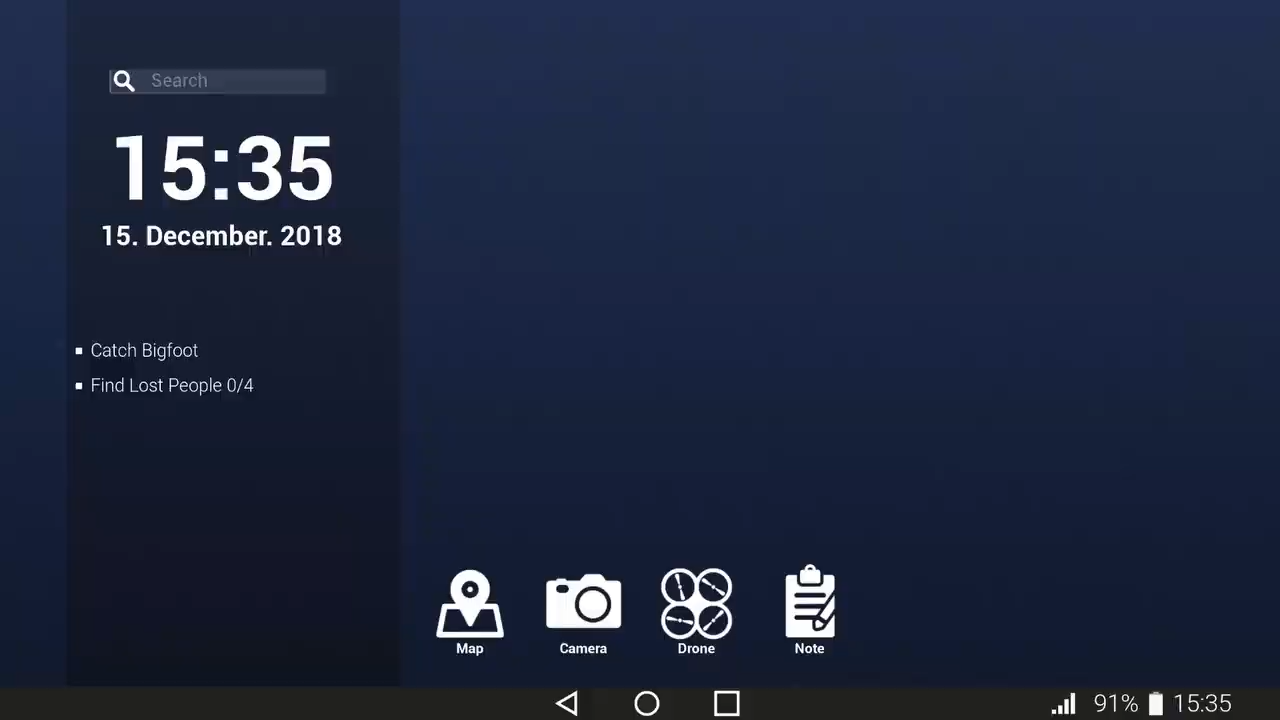 Search
15:35
15. December. 2018
Catch Bigfoot
Find Lost People 0/4
Map
Camera
Drone
Note
91% 15:35